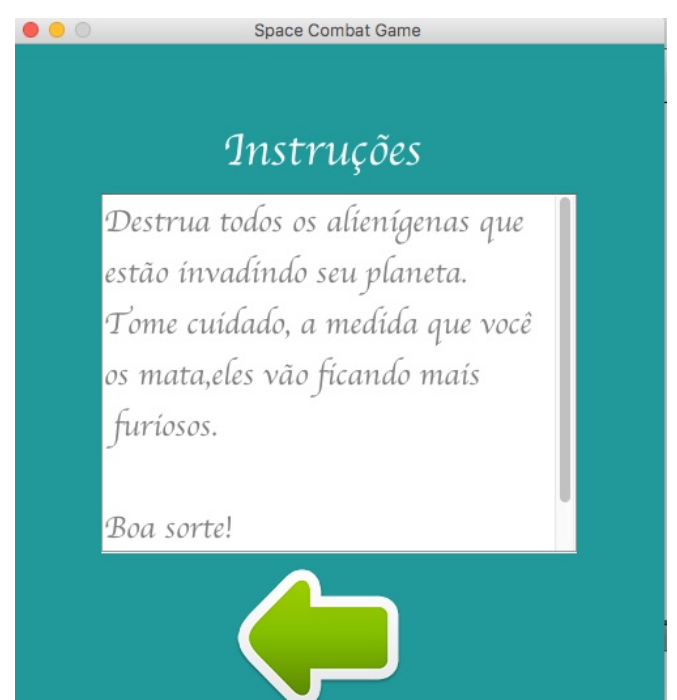 Space Combat Game
Instruções
Destrua todos os alienígenas que
estão invadindo seu planeta.
Tome cuidado, a medida que você
os mata,eles vão ficando mais
furiosos.
Boa sorte!